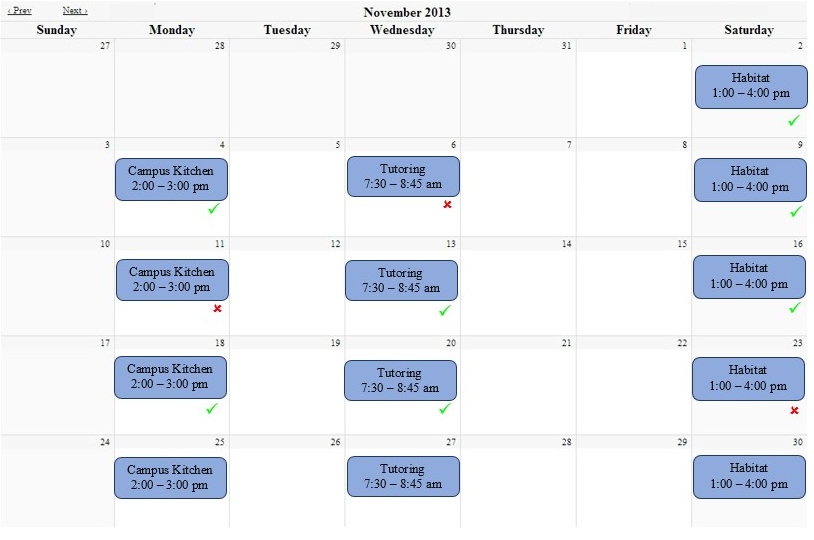 ‹ Prev Next ›
November 2013
Sunday Monday Tuesday Wednesday Thursday Friday Saturday
27 28 29 30 31 1 2
Habitat
1:00 – 4:00 pm
3 4 5 6 7 8 9
Campus Kitchen Tutoring Habitat
2:00 – 3:00 pm 7:30 – 8:45 am 1:00 – 4:00 pm
10 11 12 13 14 15 16
Campus Kitchen Tutoring Habitat
2:00 – 3:00 pm 7:30 – 8:45 am 1:00 – 4:00 pm
17 18 19 20 21 22 23
Campus Kitchen Tutoring Habitat
2:00 – 3:00 pm 7:30 – 8:45 am 1:00 – 4:00 pm
24 25 26 27 28 29 30
Campus Kitchen Tutoring Habitat
2:00 – 3:00 pm 7:30 – 8:45 am 1:00 – 4:00 pm